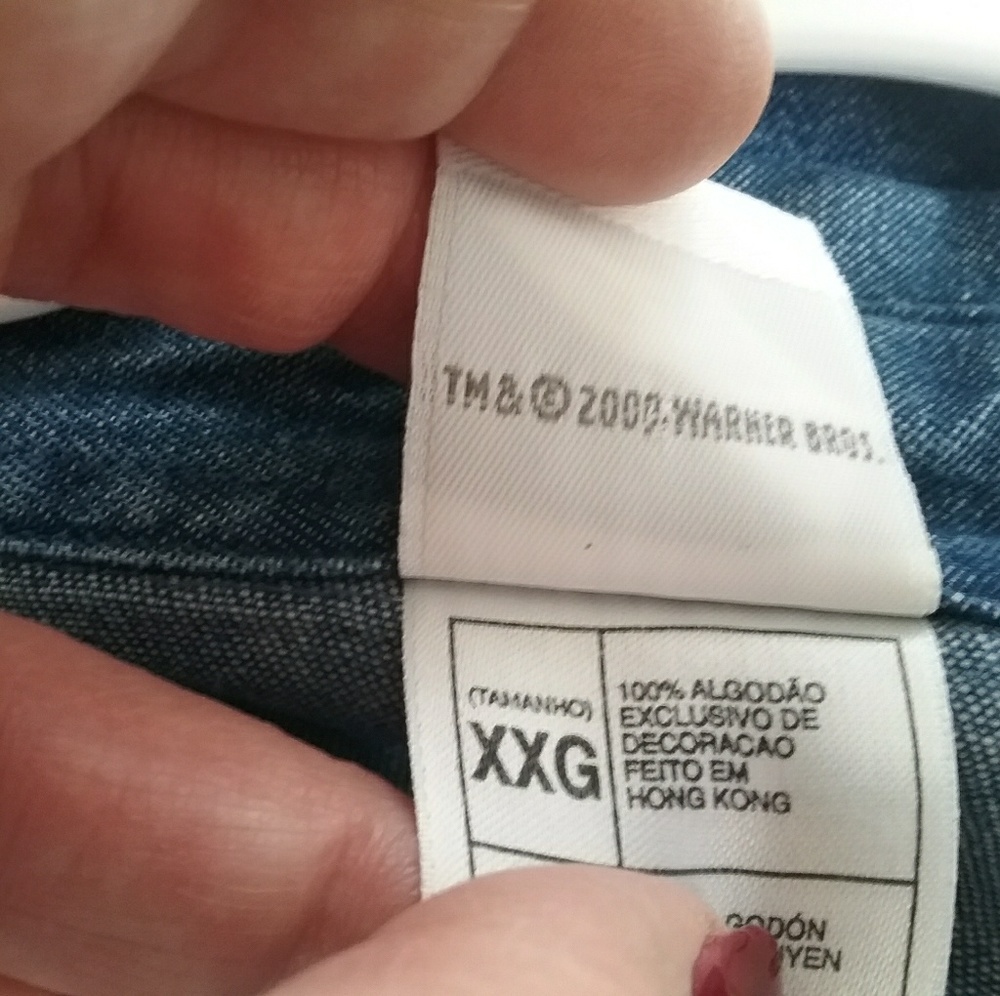 TM & © 2000 WARNER BROS.
(TAMANHO)
XXG
100% ALGODÃO
EXCLUSIVO DE
DECORACAO
FEITO EM
HONG KONG